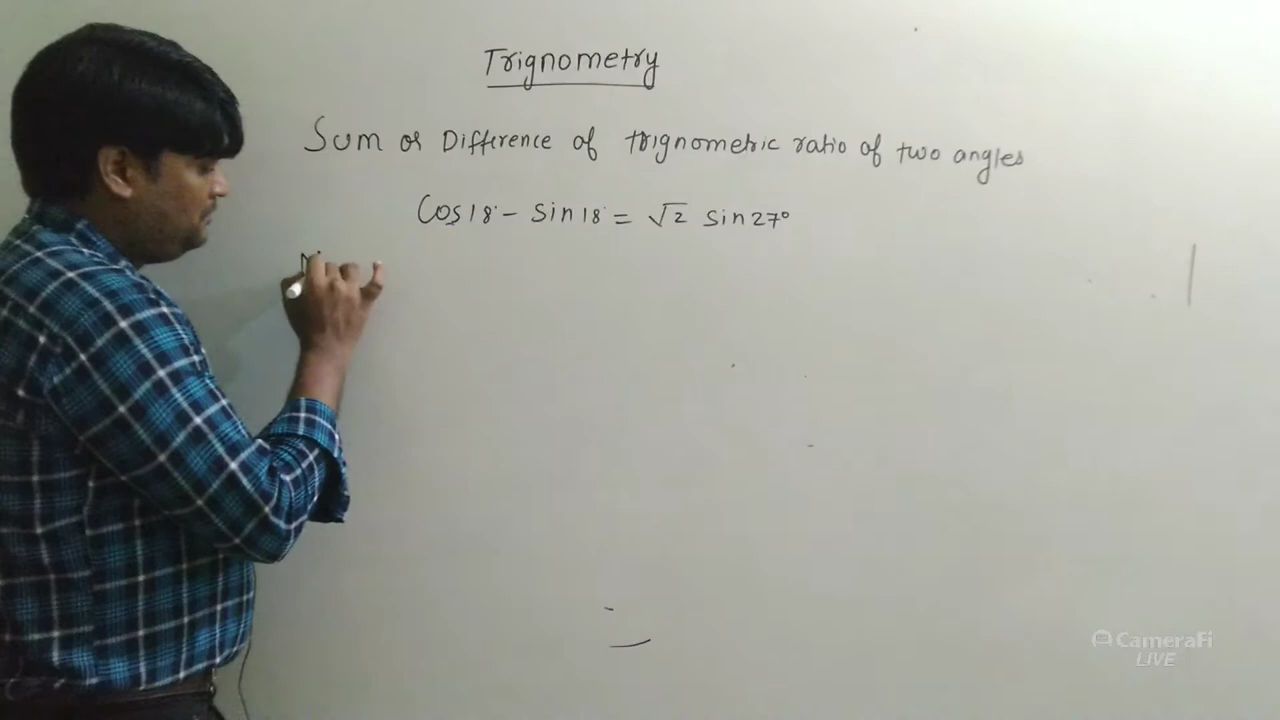 Trignometry
Sum or Difference of trignometric ratio of two angles
Cos18° - Sin18° = √2 Sin27°
CameraFi
LIVE